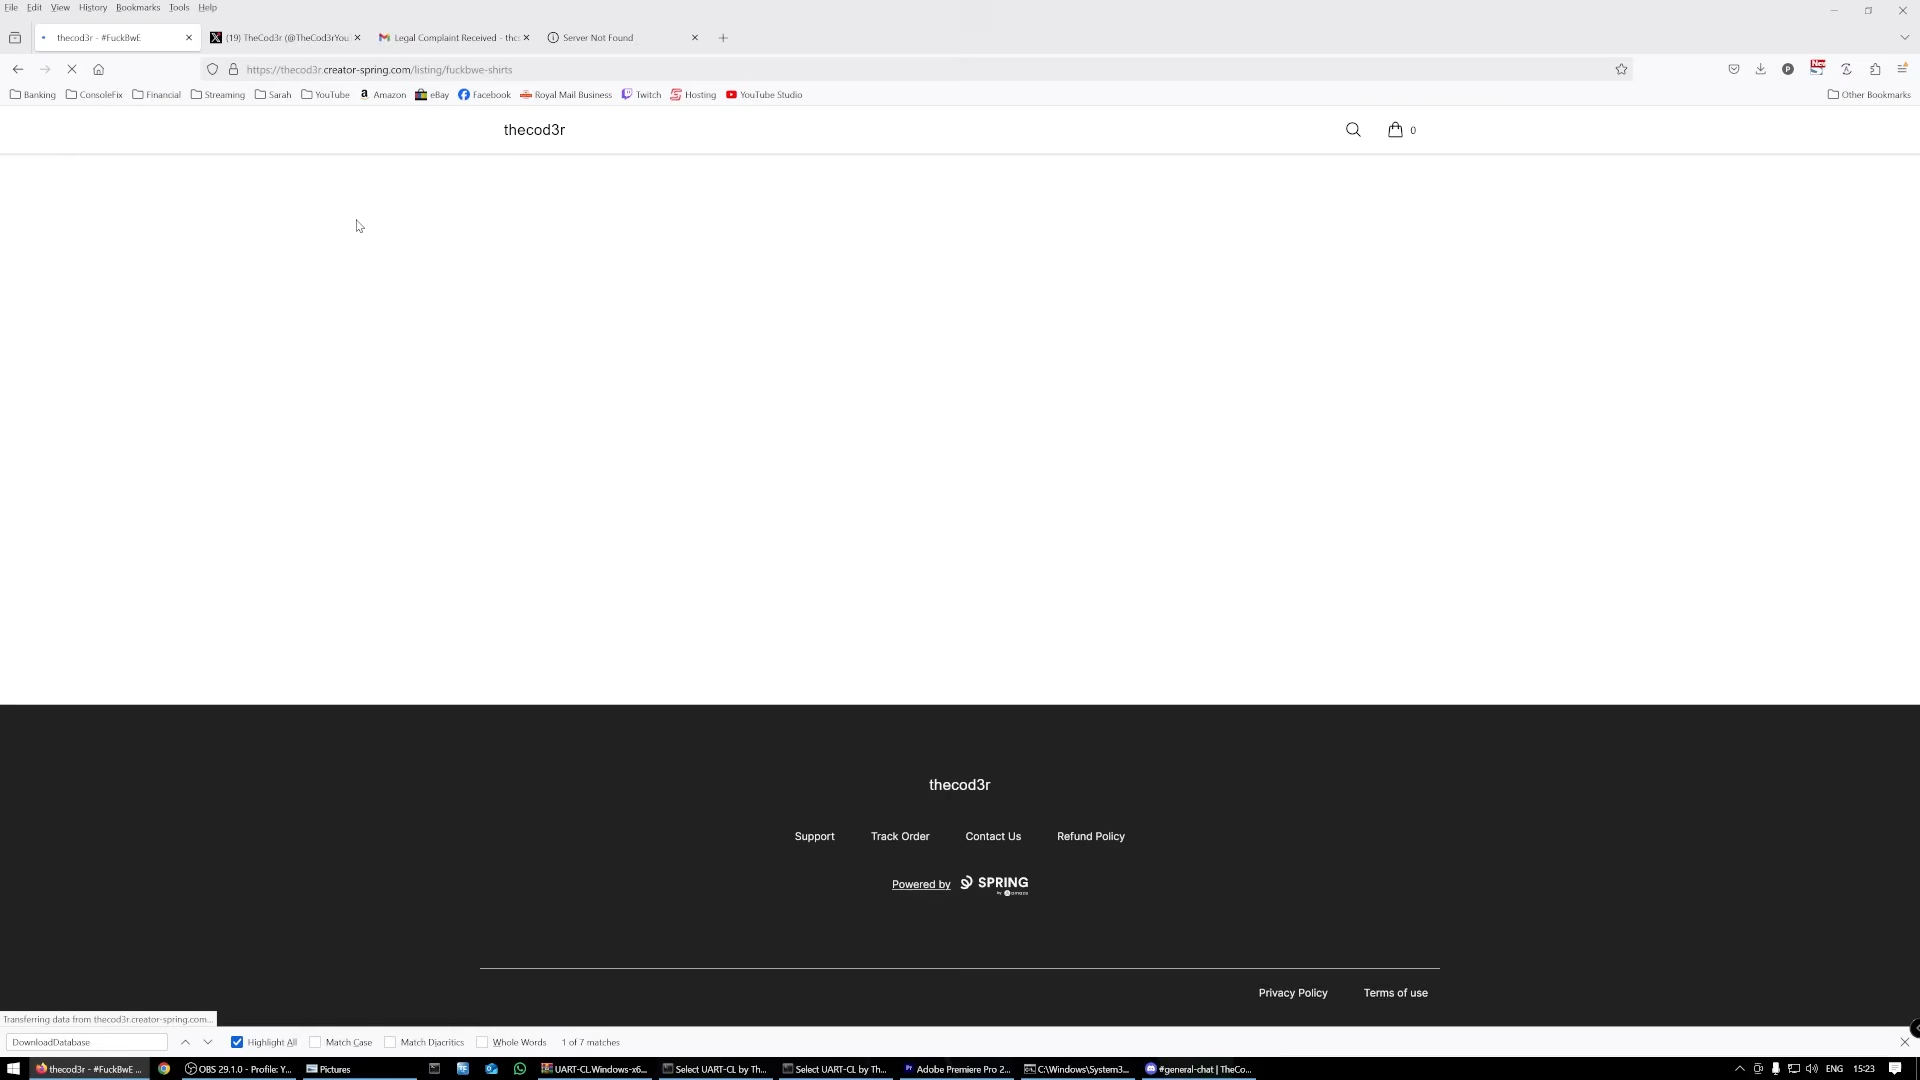 File Edit View History Bookmarks Tools Help
thecod3r - #FuckBwE
(19) TheCod3r (@TheCod3rYou
Legal Complaint Received - thc
Server Not Found
https://thecod3r.creator-spring.com/listing/fuckbwe-shirts
New
Banking ConsoleFix Financial Streaming Sarah YouTube Amazon eBay Facebook Royal Mail Business Twitch Hosting YouTube Studio Other Bookmarks
thecod3r
0
thecod3r
Support Track Order Contact Us Refund Policy
Powered by SPRING
by amaze
Privacy Policy Terms of use
Transferring data from thecod3r.creator-spring.com...
DownloadDatabase Highlight All Match Case Match Diacritics Whole Words 1 of 7 matches
thecod3r - #FuckBwE ... OBS 29.1.0 - Profile: Y... Pictures UART-CL.Windows-x6... Select UART-CL by Th... Select UART-CL by Th... Adobe Premiere Pro 2... C:\Windows\System3... #general-chat | TheCo... ENG 15:23